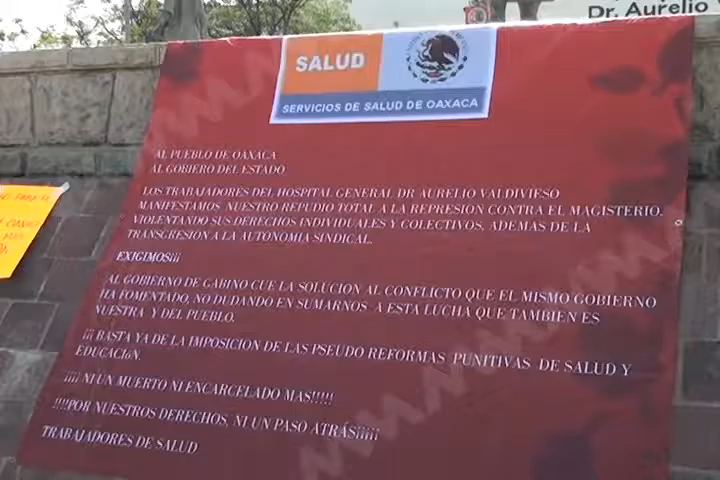 Dr. Aurelio
SALUD
SERVICIOS DE SALUD DE OAXACA
AL PUEBLO DE OAXACA
AL GOBIERO DEL ESTADO
LOS TRABAJADORES DEL HOSPITAL GENERAL DR AURELIO VALDIVIESO
MANIFESTAMOS NUESTRO REPUDIO TOTAL A LA REPRESION CONTRA EL MAGISTERIO.
VIOLENTANDO SUS DERECHOS INDIVIDUALES Y COLECTIVOS, ADEMAS DE LA
TRANSGRESION A LA AUTONOMIA SINDICAL.
EXIGIMOS¡¡¡
AL GOBIERNO DE GABINO CUE LA SOLUCION AL CONFLICTO QUE EL MISMO GOBIERNO
HA FOMENTADO, NO DUDANDO EN SUMARNOS A ESTA LUCHA QUE TAMBIEN ES
NUESTRA Y DEL PUEBLO.
¡¡¡ BASTA YA DE LA IMPOSICION DE LAS PSEUDO REFORMAS PUNITIVAS DE SALUD Y
EDUCACIóN.
¡¡¡¡ NI UN MUERTO NI ENCARCELADO MAS!!!!!
!!!!POR NUESTROS DERECHOS, NI UN PASO ATRÁS¡¡¡¡¡
TRABAJADORES DE SALUD